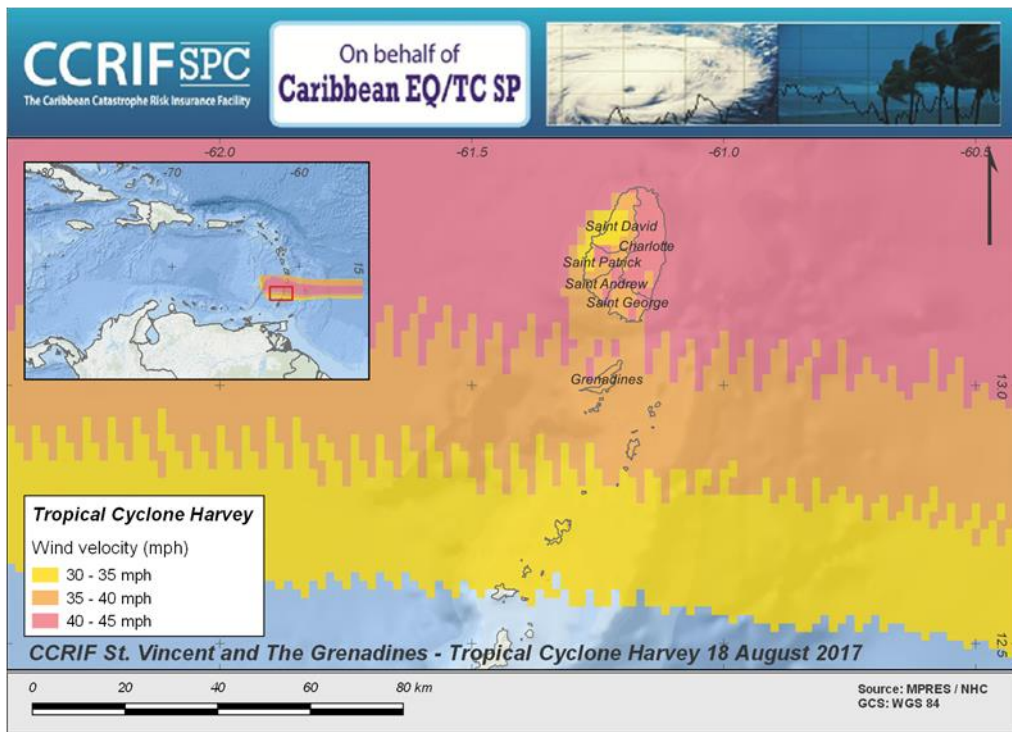 CCRIF SPC
The Caribbean Catastrophe Risk Insurance Facility
On behalf of
Caribbean EQ/TC SP
-62.0
-61.5
-61.0
-60.5
-80
-70
-60
15
Saint David
Charlotte
Saint Patrick
Saint Andrew
Saint George
Grenadines
13.0
Tropical Cyclone Harvey
Wind velocity (mph)
30 - 35 mph
35 - 40 mph
40 - 45 mph
12.5
CCRIF St. Vincent and The Grenadines - Tropical Cyclone Harvey 18 August 2017
0 20 40 60 80 km
Source: MPRES / NHC
GCS: WGS 84